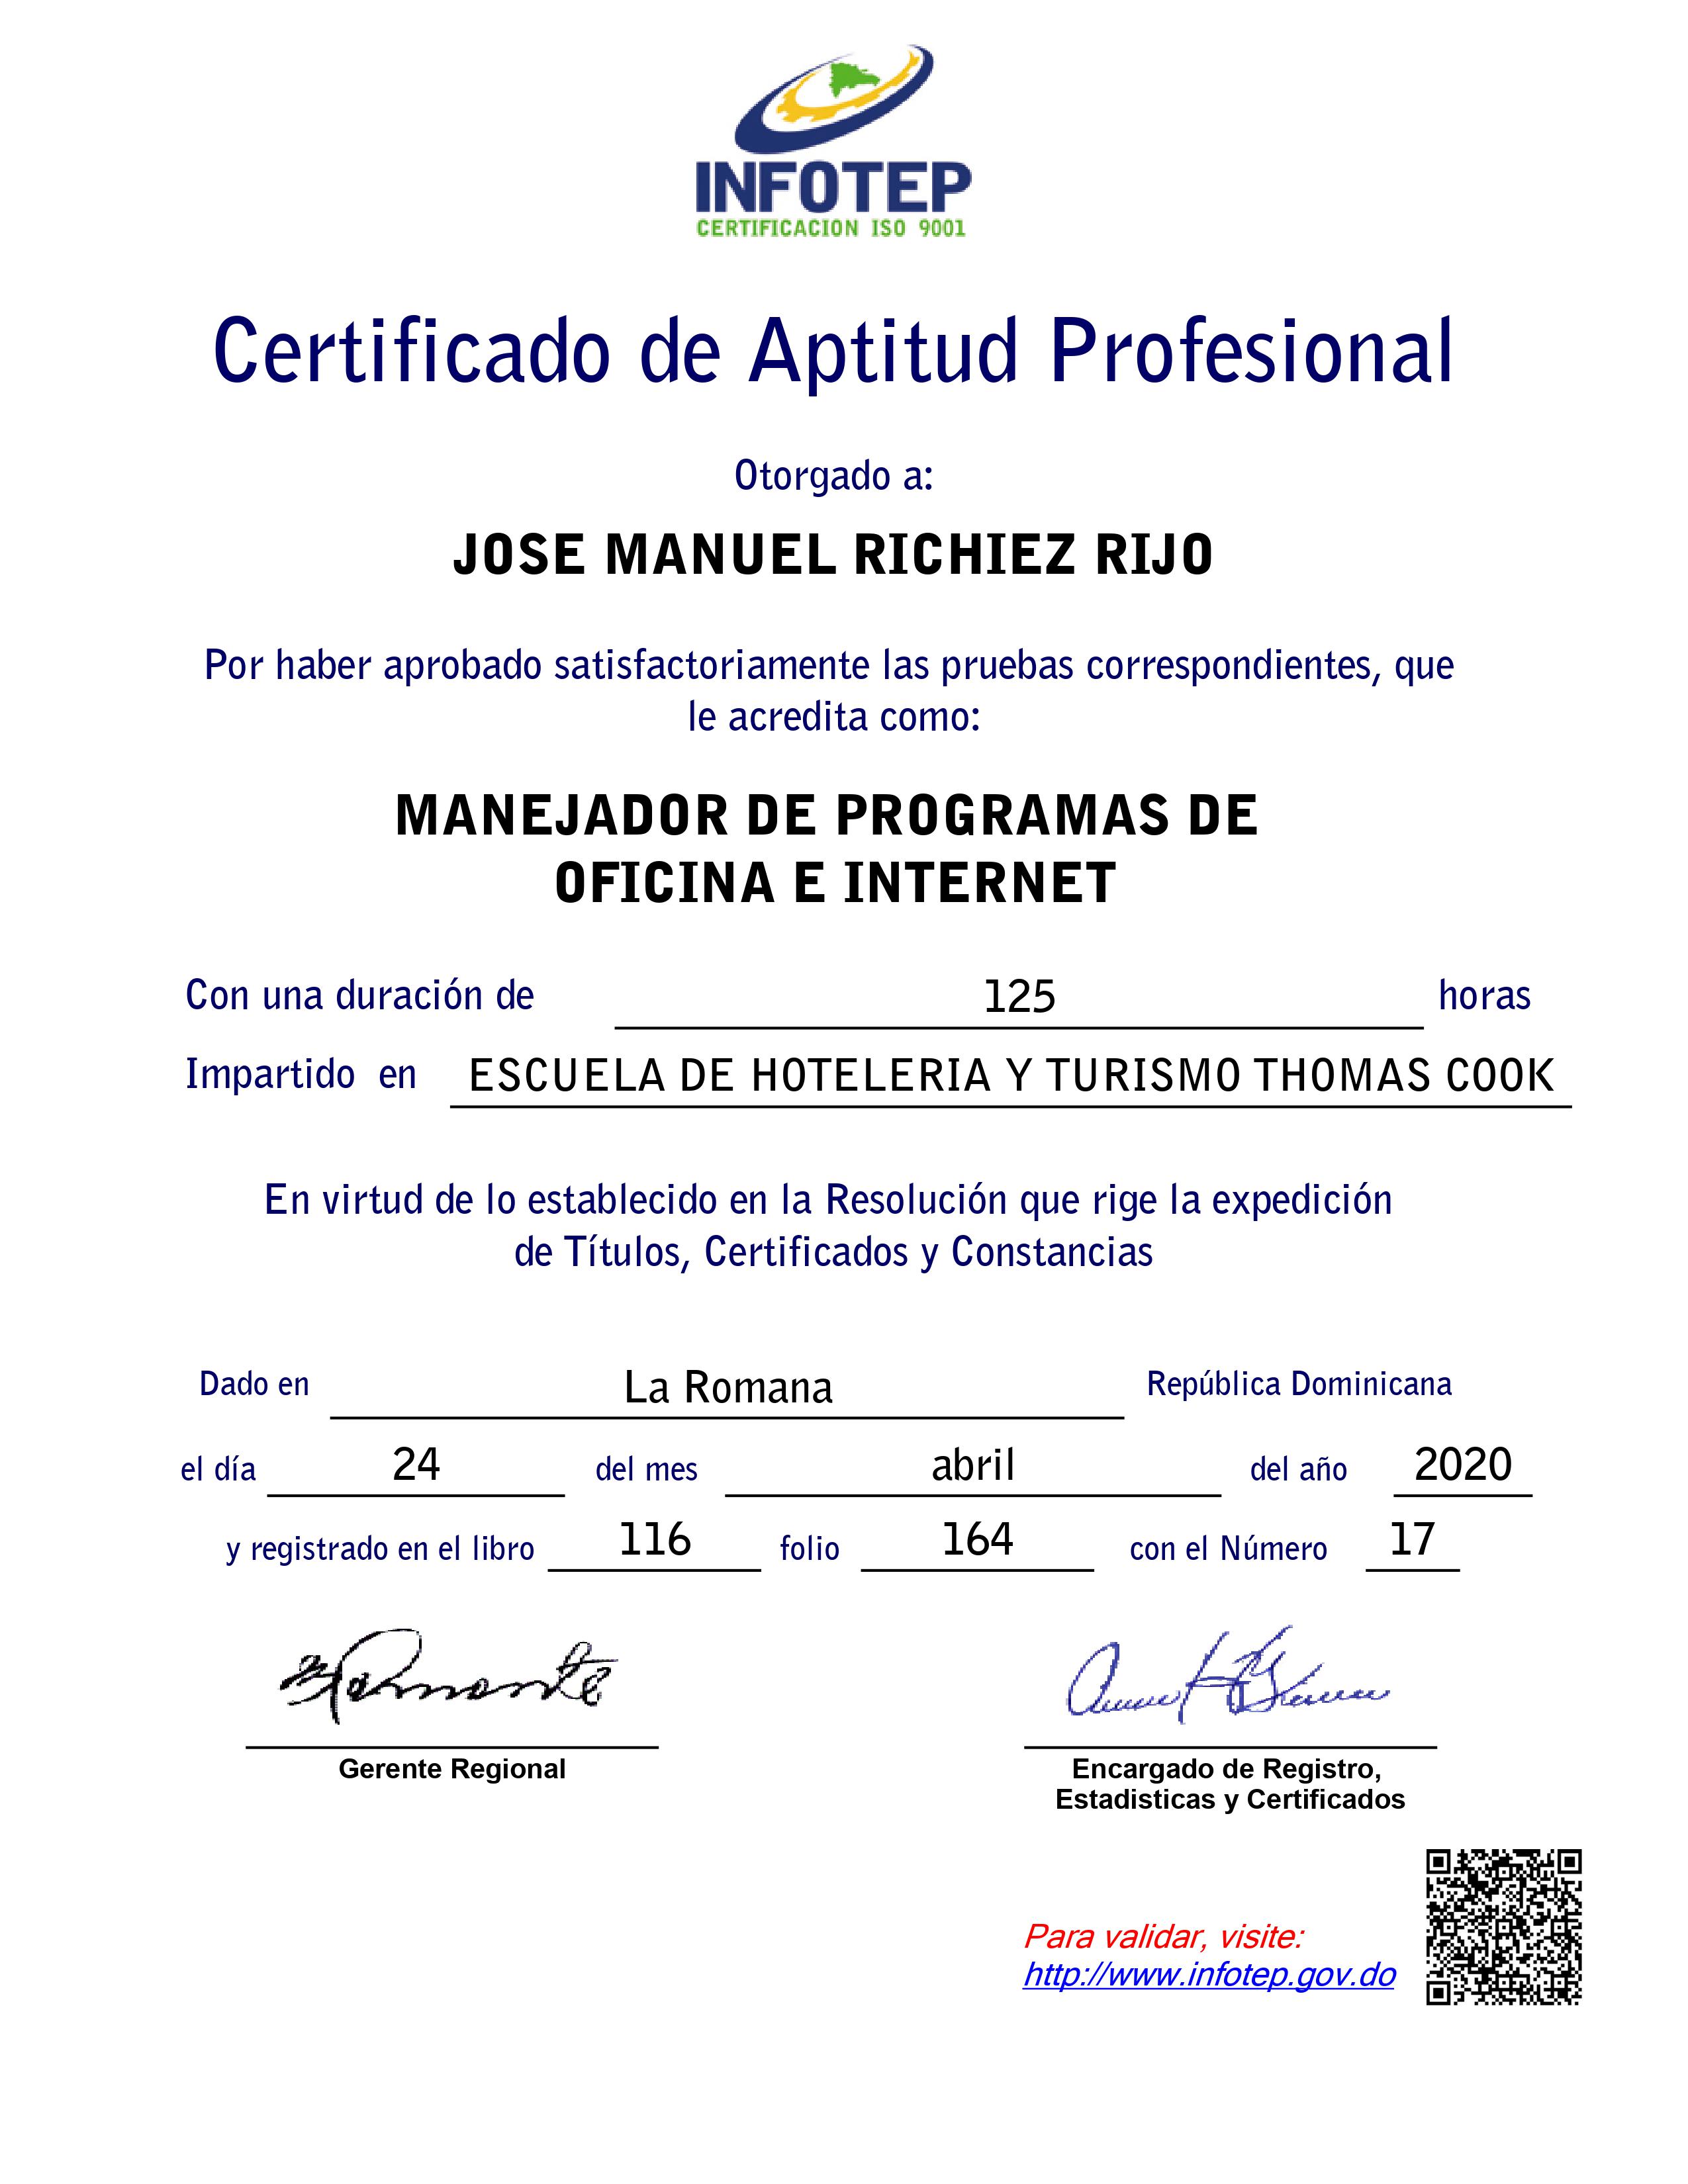 INFOTEP
CERTIFICACION ISO 9001
Certificado de Aptitud Profesional
Otorgado a:
JOSE MANUEL RICHIEZ RIJO
Por haber aprobado satisfactoriamente las pruebas correspondientes, que
le acredita como:
MANEJADOR DE PROGRAMAS DE
OFICINA E INTERNET
Con una duración de 125 horas
Impartido en ESCUELA DE HOTELERIA Y TURISMO THOMAS COOK
En virtud de lo establecido en la Resolución que rige la expedición
de Títulos, Certificados y Constancias
Dado en La Romana República Dominicana
el día 24 del mes abril del año 2020
y registrado en el libro 116 folio 164 con el Número 17
Gerente Regional
Encargado de Registro,
Estadisticas y Certificados
Para validar, visite:
http://www.infotep.gov.do